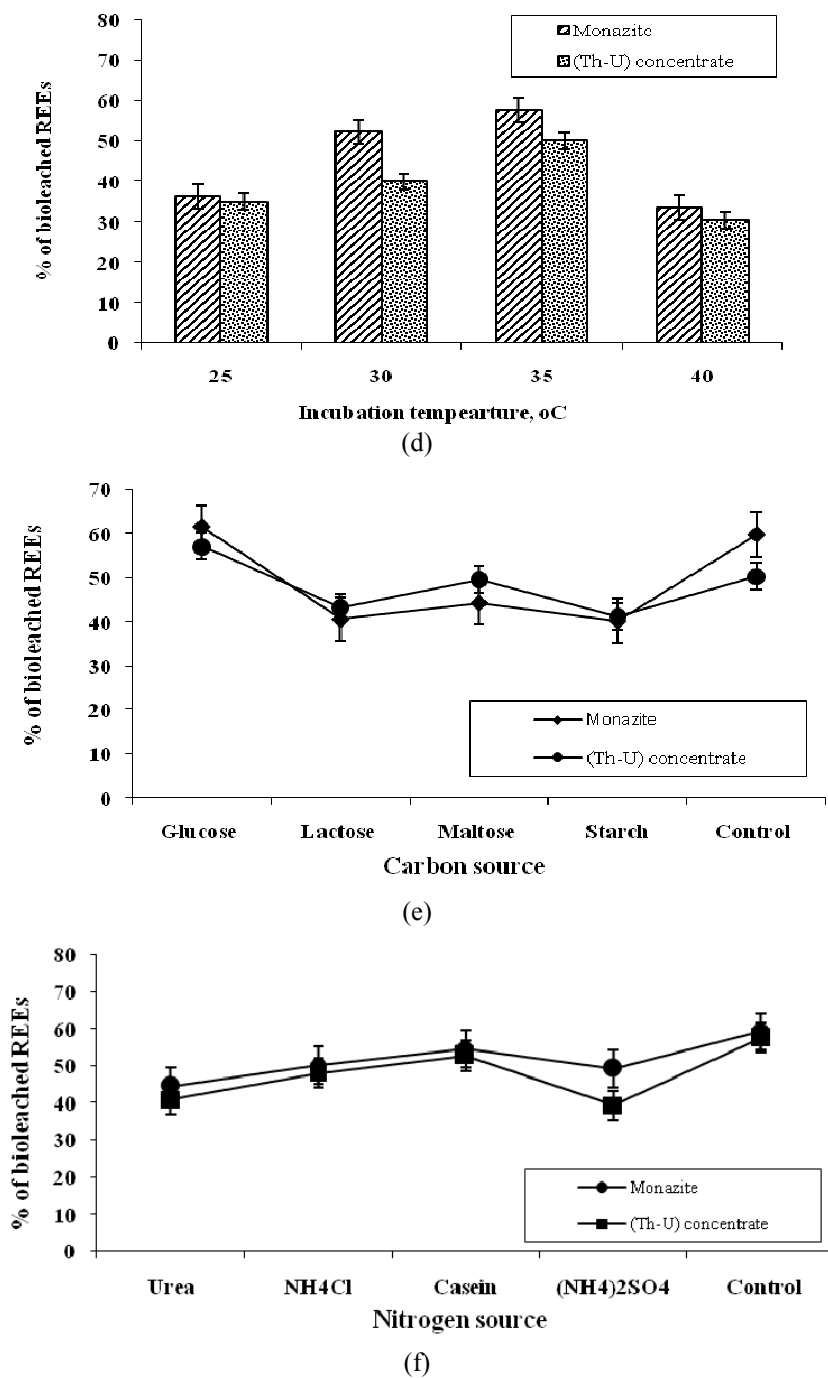 80
70
60
50
40
30
20
10
0
% of bioleached REEs
Monazite
(Th-U) concentrate
25 30 35 40
Incubation tempearture, oC
(d)
70
60
50
40
30
20
10
0
% of bioleached REEs
Monazite
(Th-U) concentrate
Glucose Lactose Maltose Starch Control
Carbon source
(e)
80
70
60
50
40
30
20
10
0
% of bioleached REEs
Monazite
(Th-U) concentrate
Urea NH4Cl Casein (NH4)2SO4 Control
Nitrogen source
(f)